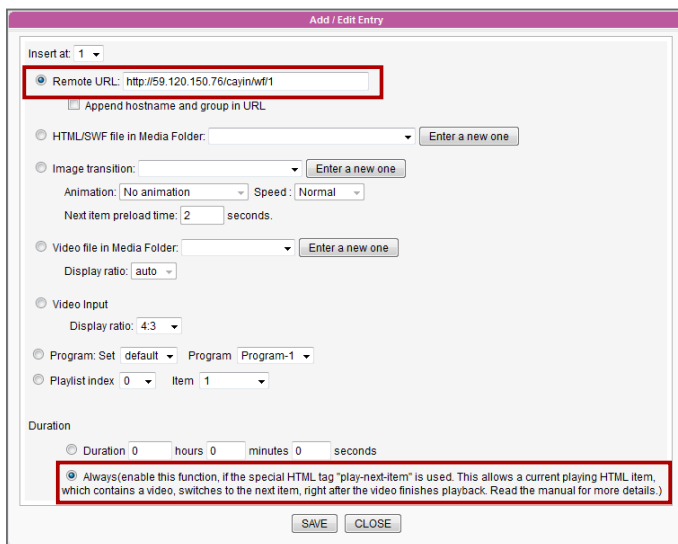 Add / Edit Entry
Insert at: 1
Remote URL: http://59.120.150.76/cayin/wf/1
Append hostname and group in URL
HTML/SWF file in Media Folder: Enter a new one
Image transition: Enter a new one
Animation: No animation Speed : Normal
Next item preload time: 2 seconds.
Video file in Media Folder: Enter a new one
Display ratio: auto
Video Input
Display ratio: 4:3
Program: Set default Program Program-1
Playlist index 0 Item 1
Duration
Duration 0 hours 0 minutes 0 seconds
Always(enable this function, if the special HTML tag "play-next-item" is used. This allows a current playing HTML item,
which contains a video, switches to the next item, right after the video finishes playback. Read the manual for more details.)
SAVE CLOSE